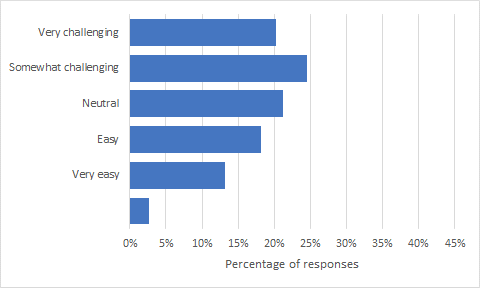 Very challenging
Somewhat challenging
Neutral
Easy
Very easy
0% 5% 10% 15% 20% 25% 30% 35% 40% 45%
Percentage of responses